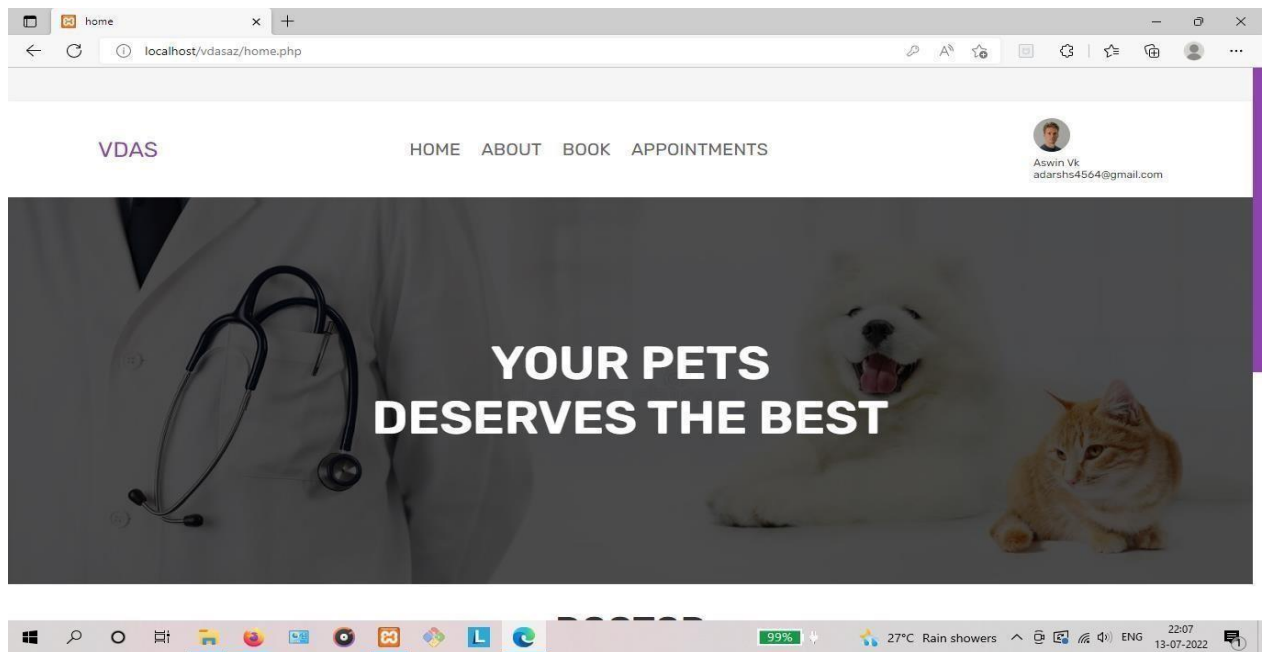 home
localhost/vdasaz/home.php
VDAS
HOME ABOUT BOOK APPOINTMENTS
Aswin Vk
adarshs4564@gmail.com
YOUR PETS
DESERVES THE BEST
99%
27°C Rain showers
ENG
22:07
13-07-2022
1